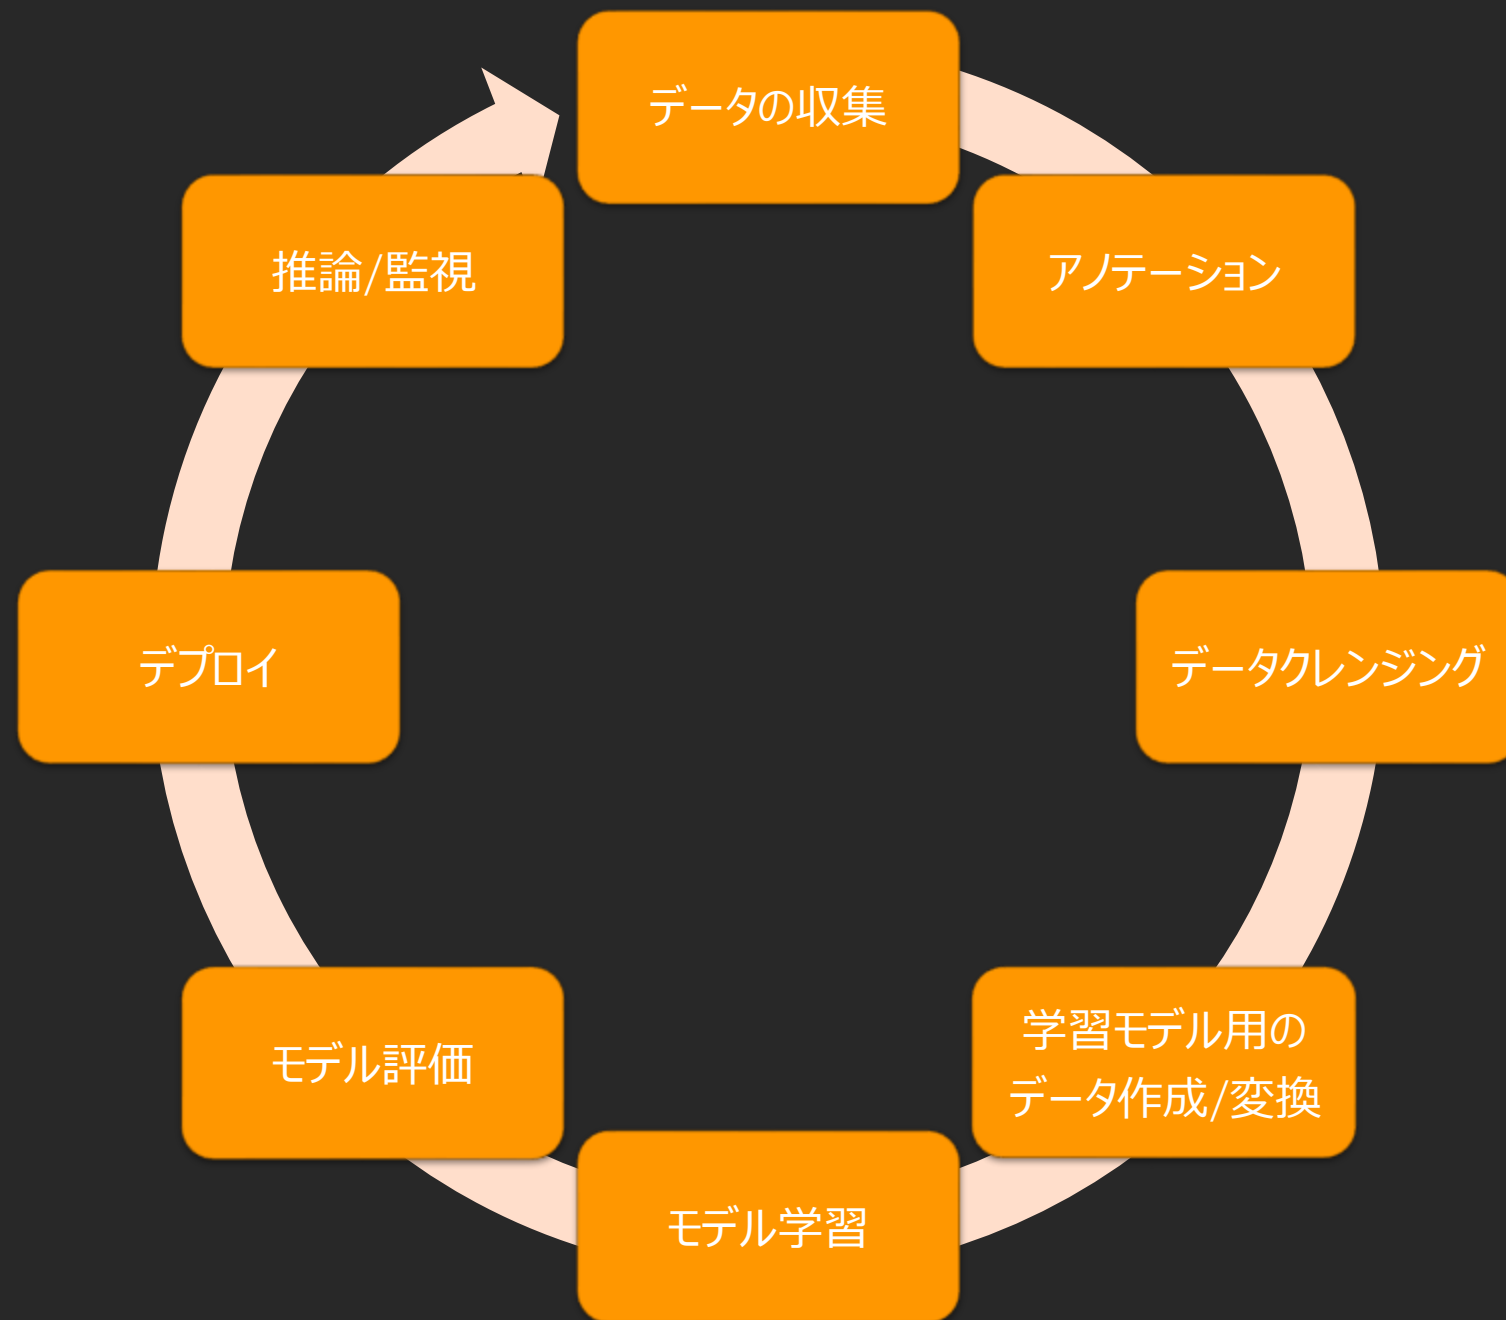 データの収集
アノテーション
データクレンジング
学習モデル用の
データ作成/変換
モデル学習
モデル評価
デプロイ
推論/監視